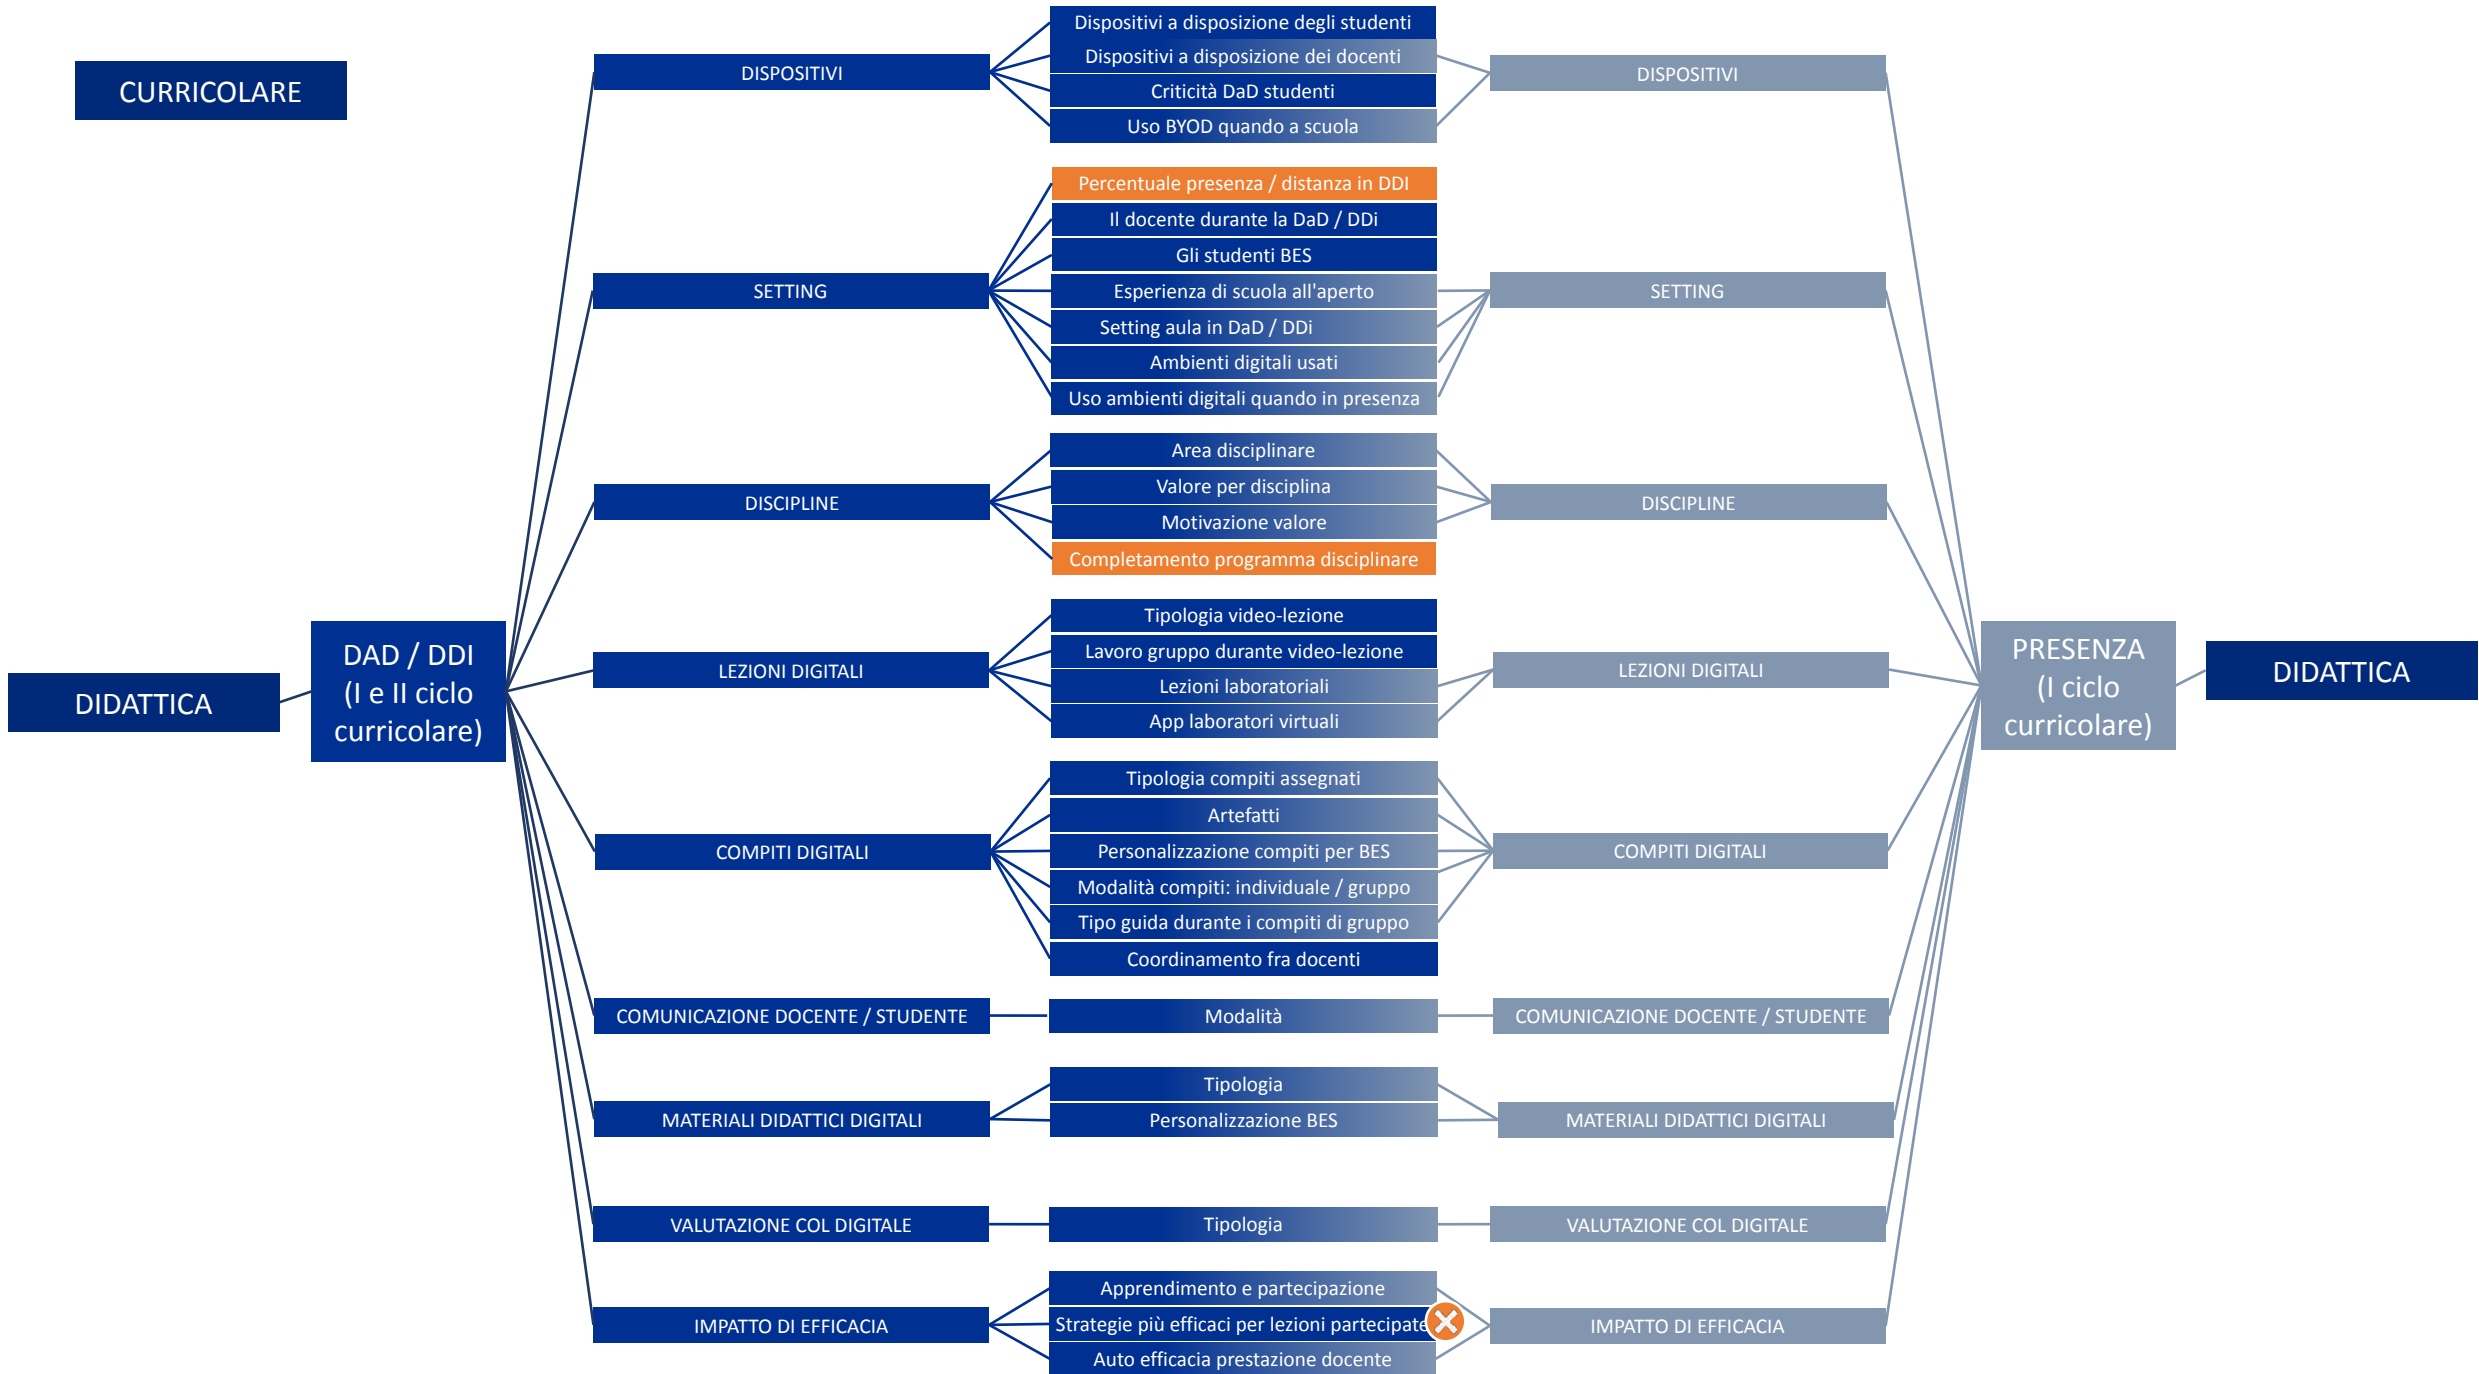 CURRICOLARE
DIDATTICA
DAD / DDI
(I e II ciclo
curricolare)
DISPOSITIVI
Dispositivi a disposizione degli studenti
Dispositivi a disposizione dei docenti
Criticità DaD studenti
Uso BYOD quando a scuola
DISPOSITIVI
SETTING
Percentuale presenza / distanza in DDI
Il docente durante la DaD / DDi
Gli studenti BES
Esperienza di scuola all'aperto
Setting aula in DaD / DDi
Ambienti digitali usati
Uso ambienti digitali quando in presenza
SETTING
DISCIPLINE
Area disciplinare
Valore per disciplina
Motivazione valore
Completamento programma disciplinare
DISCIPLINE
LEZIONI DIGITALI
Tipologia video-lezione
Lavoro gruppo durante video-lezione
Lezioni laboratoriali
App laboratori virtuali
LEZIONI DIGITALI
COMPITI DIGITALI
Tipologia compiti assegnati
Artefatti
Personalizzazione compiti per BES
Modalità compiti: individuale / gruppo
Tipo guida durante i compiti di gruppo
Coordinamento fra docenti
COMPITI DIGITALI
COMUNICAZIONE DOCENTE / STUDENTE
Modalità
COMUNICAZIONE DOCENTE / STUDENTE
MATERIALI DIDATTICI DIGITALI
Tipologia
Personalizzazione BES
MATERIALI DIDATTICI DIGITALI
VALUTAZIONE COL DIGITALE
Tipologia
VALUTAZIONE COL DIGITALE
IMPATTO DI EFFICACIA
Apprendimento e partecipazione
Strategie più efficaci per lezioni partecipate
Auto efficacia prestazione docente
IMPATTO DI EFFICACIA
PRESENZA
(I ciclo
curricolare)
DIDATTICA